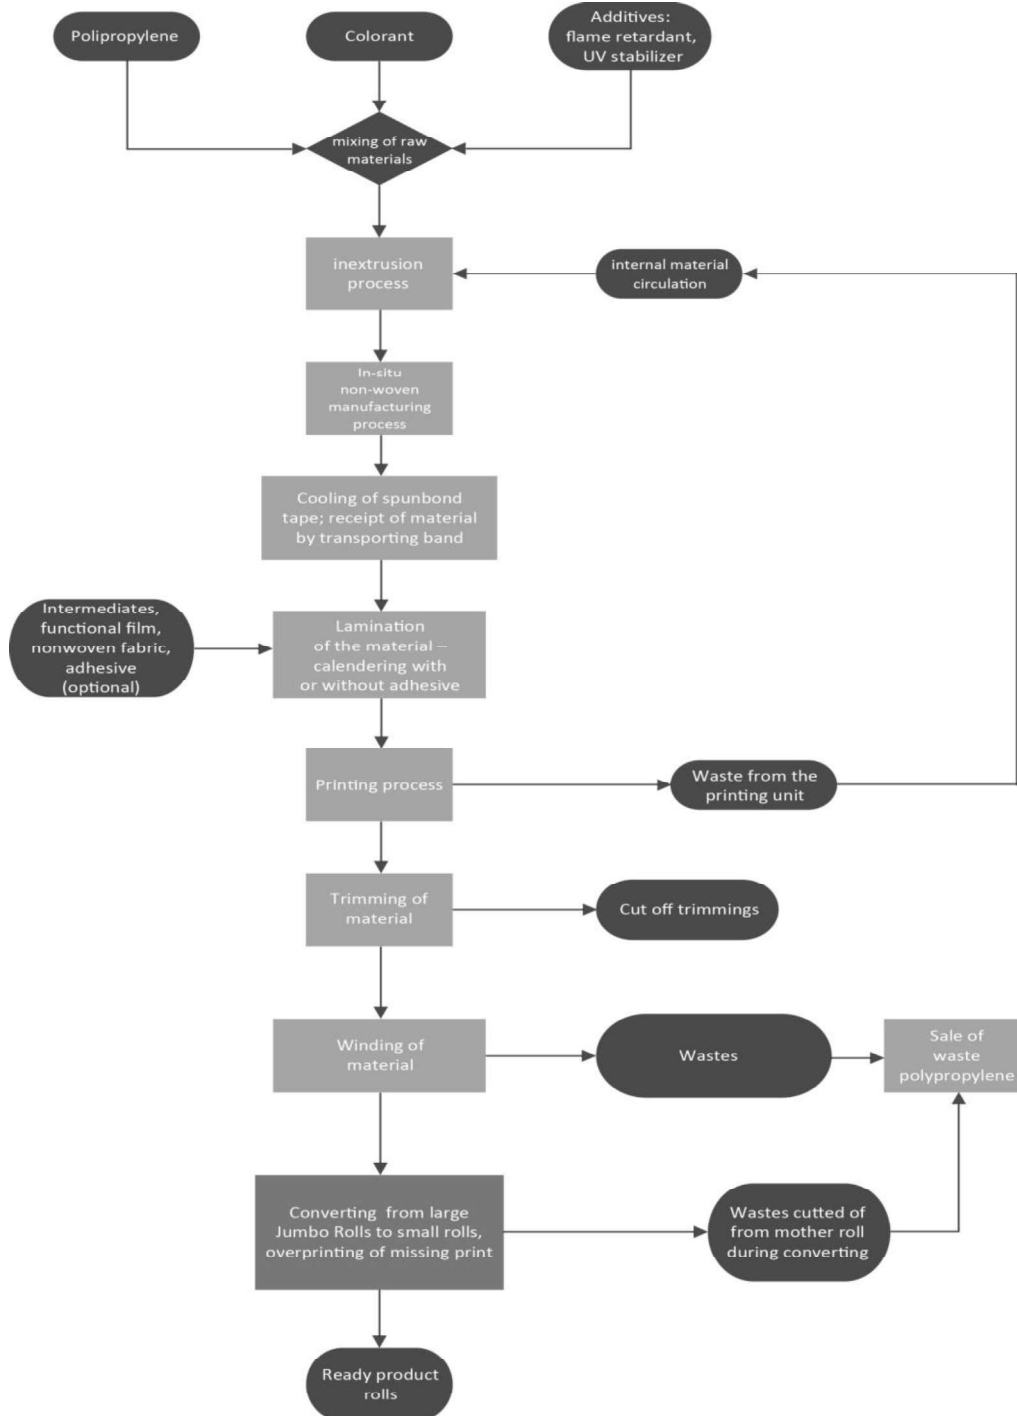 Polipropylene
Colorant
Additives:
flame retardant,
UV stabilizer
mixing of raw
materials
inextrusion
process
internal material
circulation
In-situ
non-woven
manufacturing
process
Cooling of spunbond
tape; receipt of material
by transporting band
Intermediates,
functional film,
nonwoven fabric,
adhesive
(optional)
Lamination
of the material –
calendering with
or without adhesive
Printing process
Waste from the
printing unit
Trimming of
material
Cut off trimmings
Winding of
material
Wastes
Sale of
waste
polypropylene
Converting from large
Jumbo Rolls to small rolls,
overprinting of missing print
Wastes cutted of
from mother roll
during converting
Ready product
rolls